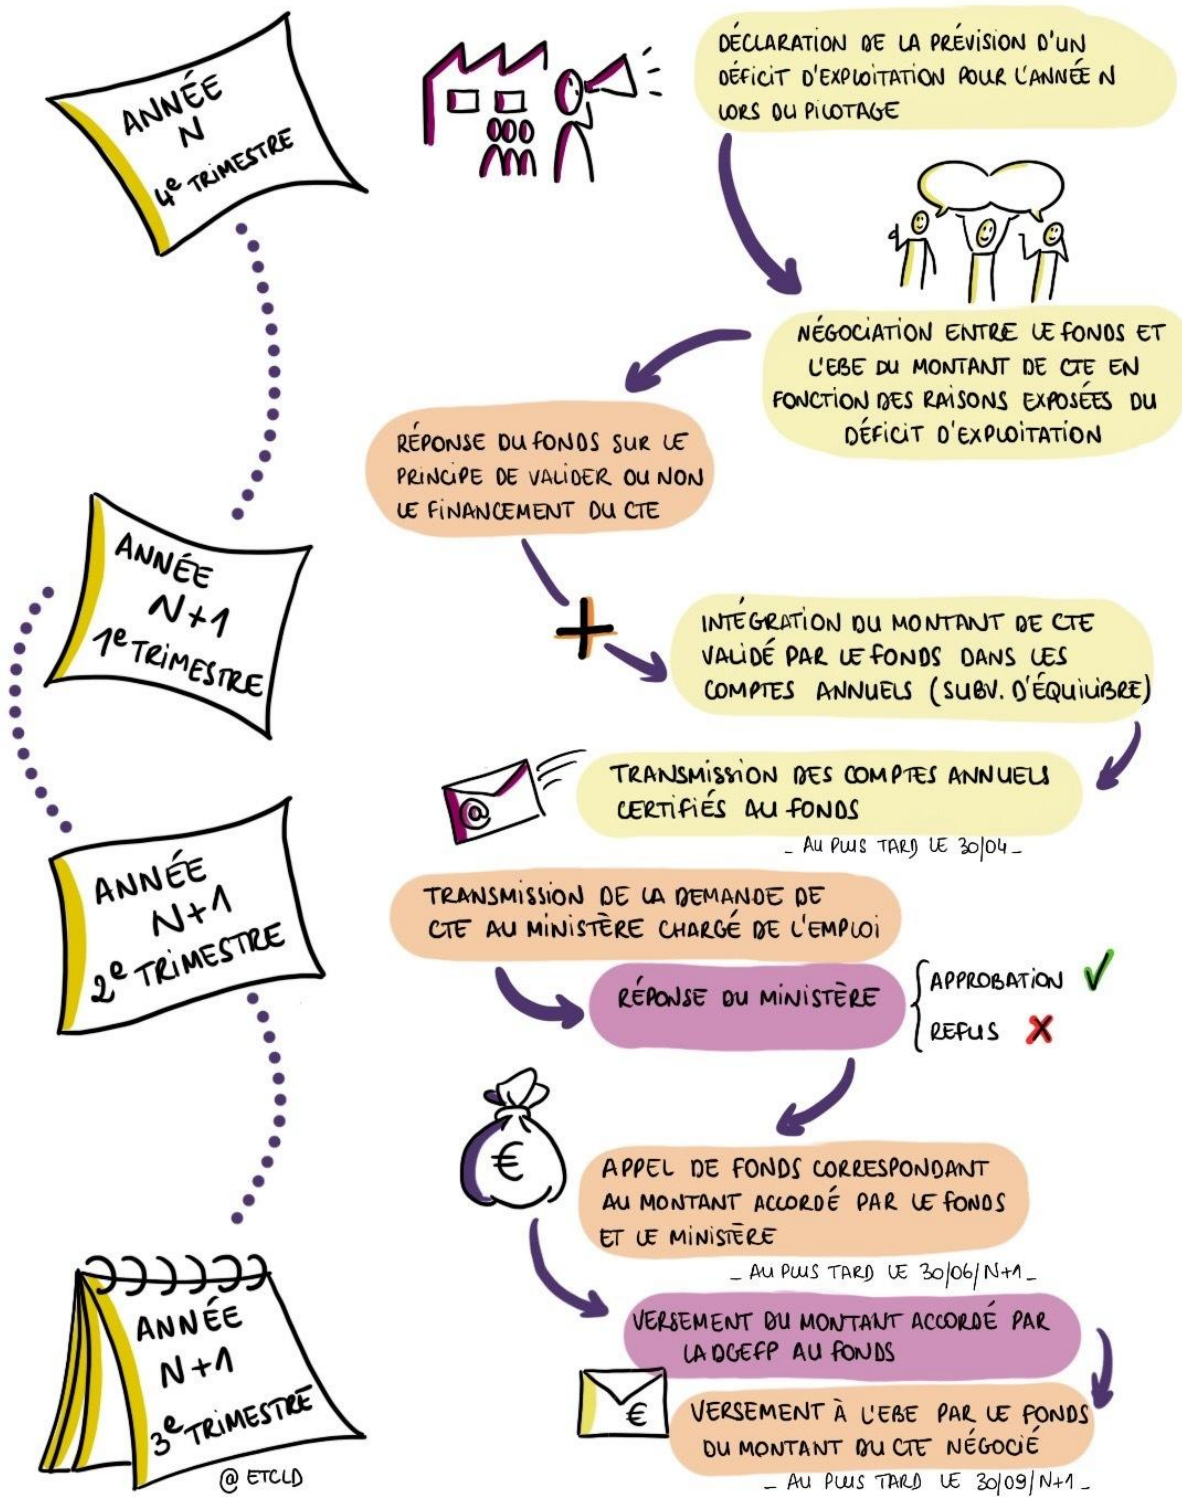 ANNÉE
N
4e TRIMESTRE
DÉCLARATION DE LA PRÉVISION D'UN
DÉFICIT D'EXPLOITATION POUR L'ANNÉE N
LORS DU PILOTAGE
NÉGOCIATION ENTRE LE FONDS ET
L'EBE DU MONTANT DE CTE EN
FONCTION DES RAISONS EXPOSÉES DU
DÉFICIT D'EXPLOITATION
RÉPONSE DU FONDS SUR LE
PRINCIPE DE VALIDER OU NON
LE FINANCEMENT DU CTE
ANNÉE
N+1
1e TRIMESTRE
INTÉGRATION DU MONTANT DE CTE
VALIDÉ PAR LE FONDS DANS LES
COMPTES ANNUELS (SUBV. D'ÉQUILIBRE)
@
TRANSMISSION DES COMPTES ANNUELS
CERTIFIÉS AU FONDS
_ AU PLUS TARD LE 30/04 _
ANNÉE
N+1
2e TRIMESTRE
TRANSMISSION DE LA DEMANDE DE
CTE AU MINISTÈRE CHARGÉ DE L'EMPLOI
RÉPONSE DU MINISTÈRE
APPROBATION
REFUS
€
APPEL DE FONDS CORRESPONDANT
AU MONTANT ACCORDÉ PAR LE FONDS
ET LE MINISTÈRE
_ AU PLUS TARD LE 30/06/N+1 _
ANNÉE
N+1
3e TRIMESTRE
@ ETCLD
VERSEMENT DU MONTANT ACCORDÉ PAR
LA DGEFP AU FONDS
€
VERSEMENT À L'EBE PAR LE FONDS
DU MONTANT DU CTE NÉGOCIÉ
_ AU PLUS TARD LE 30/09/N+1 _